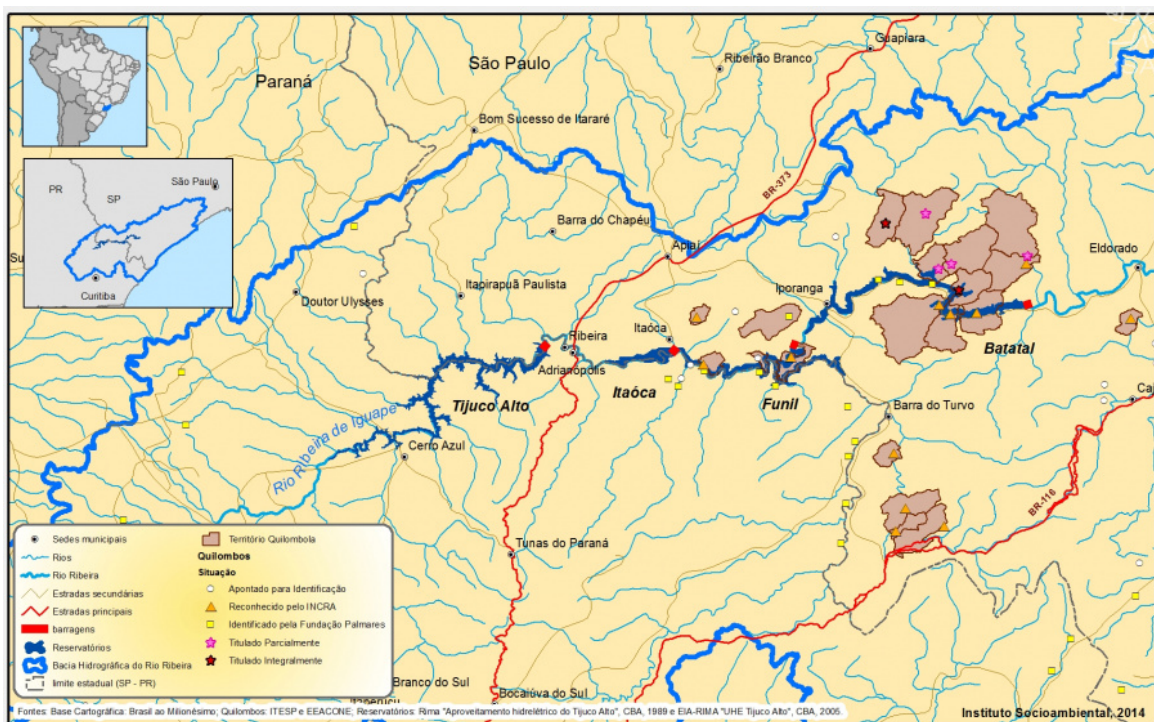 Guapiara
São Paulo
Ribeirão Branco
Paraná
Bom Sucesso de Itararé
BR-373
PR
SP
São Paulo
Curitiba
Barra do Chapéu
Apiaí
Eldorado
Doutor Ulysses
Itapirapuã Paulista
Iporanga
Ribeira
Itaóca
Adrianópolis
Batatal
Tijuco Alto
Itaóca
Funil
Barra do Turvo
Rio Ribeira de Iguape
Cerro Azul
BR-116
Tunas do Paraná
Sedes municipais
Rios
Rio Ribeira
Estradas secundárias
Estradas principais
barragens
Reservatórios
Bacia Hidrográfica do Rio Ribeira
limite estadual (SP - PR)
Território Quilombola
Quilombos
Situação
Apontado para Identificação
Reconhecido pelo INCRA
Identificado pela Fundação Palmares
Titulado Parcialmente
Titulado Integralmente
Branco do Sul
Bocaiúva do Sul
Fontes: Base Cartográfica: Brasil ao Milionésimo; Quilombos: ITESP e EEACONE; Reservatórios: Rima "Aproveitamento hidrelétrico do Tijuco Alto", CBA, 1989 e EIA-RIMA "UHE Tijuco Alto", CBA, 2005.
Instituto Socioambiental, 2014